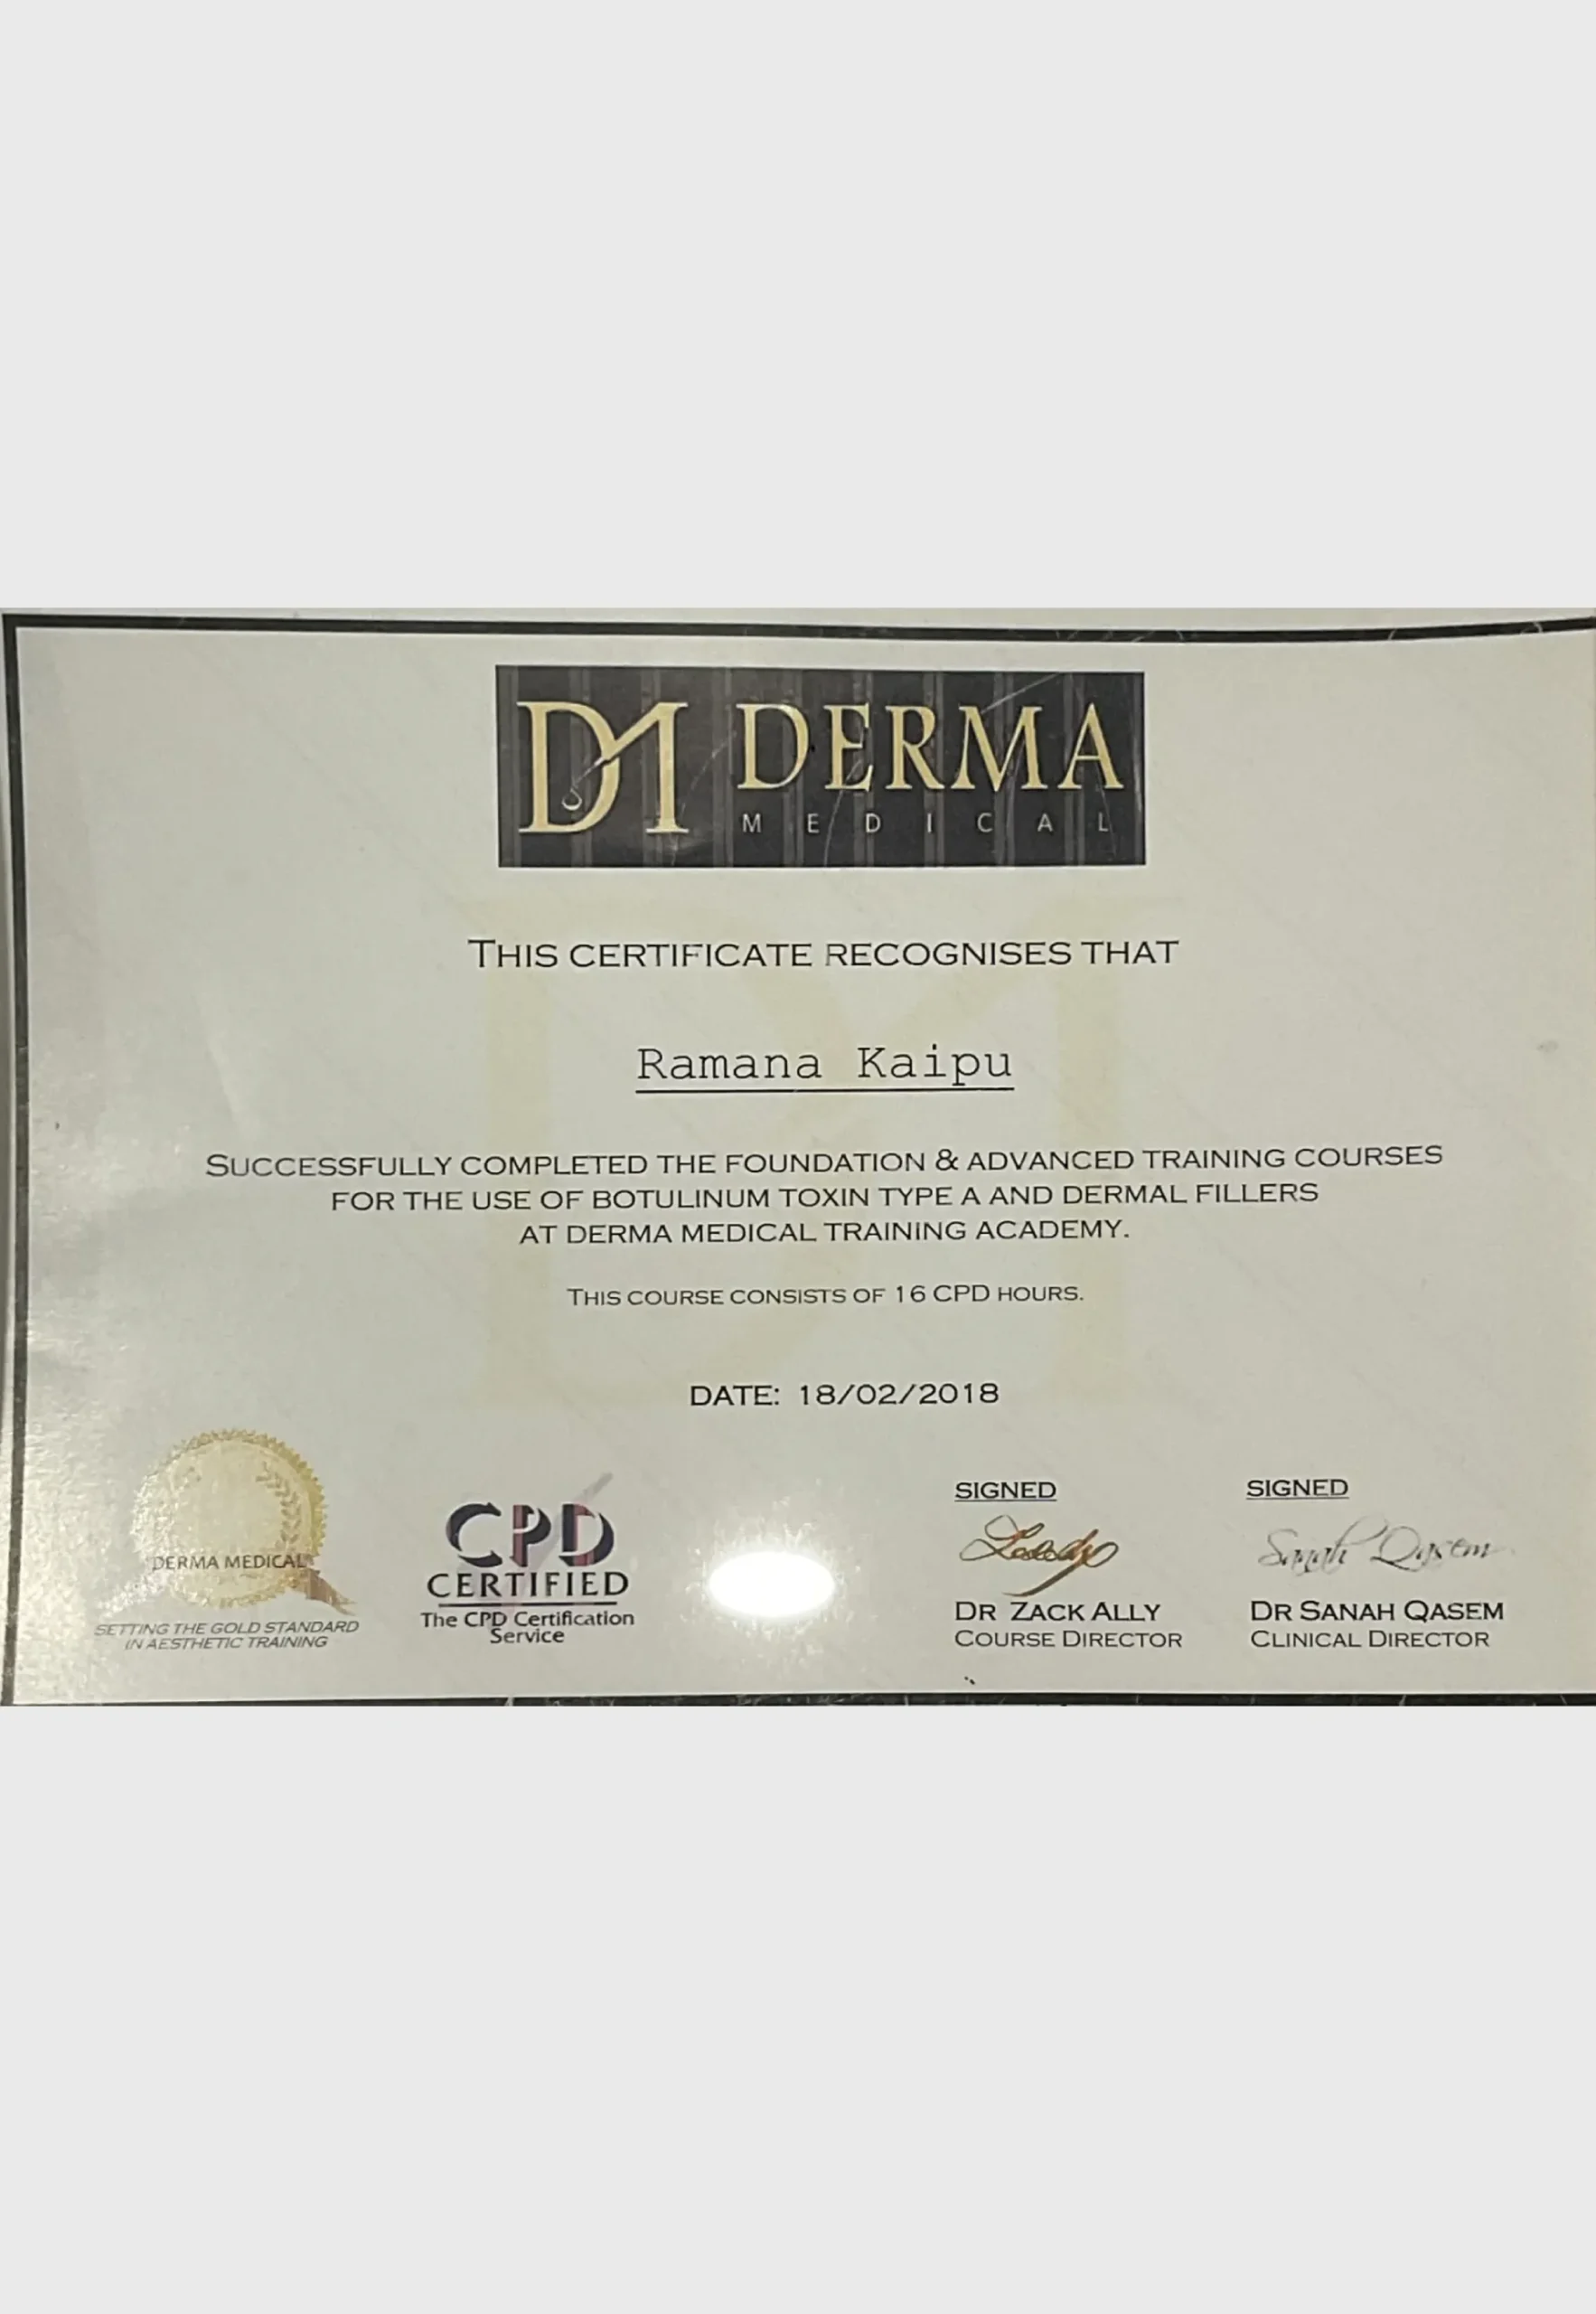 DM DERMA
MEDICAL
THIS CERTIFICATE RECOGNISES THAT
Ramana Kaipu
SUCCESSFULLY COMPLETED THE FOUNDATION & ADVANCED TRAINING COURSES
FOR THE USE OF BOTULINUM TOXIN TYPE A AND DERMAL FILLERS
AT DERMA MEDICAL TRAINING ACADEMY.
THIS COURSE CONSISTS OF 16 CPD HOURS.
DATE: 18/02/2018
DERMA MEDICAL
SETTING THE GOLD STANDARD
IN AESTHETIC TRAINING
CPD
CERTIFIED
The CPD Certification
Service
SIGNED
DR ZACK ALLY
COURSE DIRECTOR
SIGNED
Sanah Qasem
DR SANAH QASEM
CLINICAL DIRECTOR